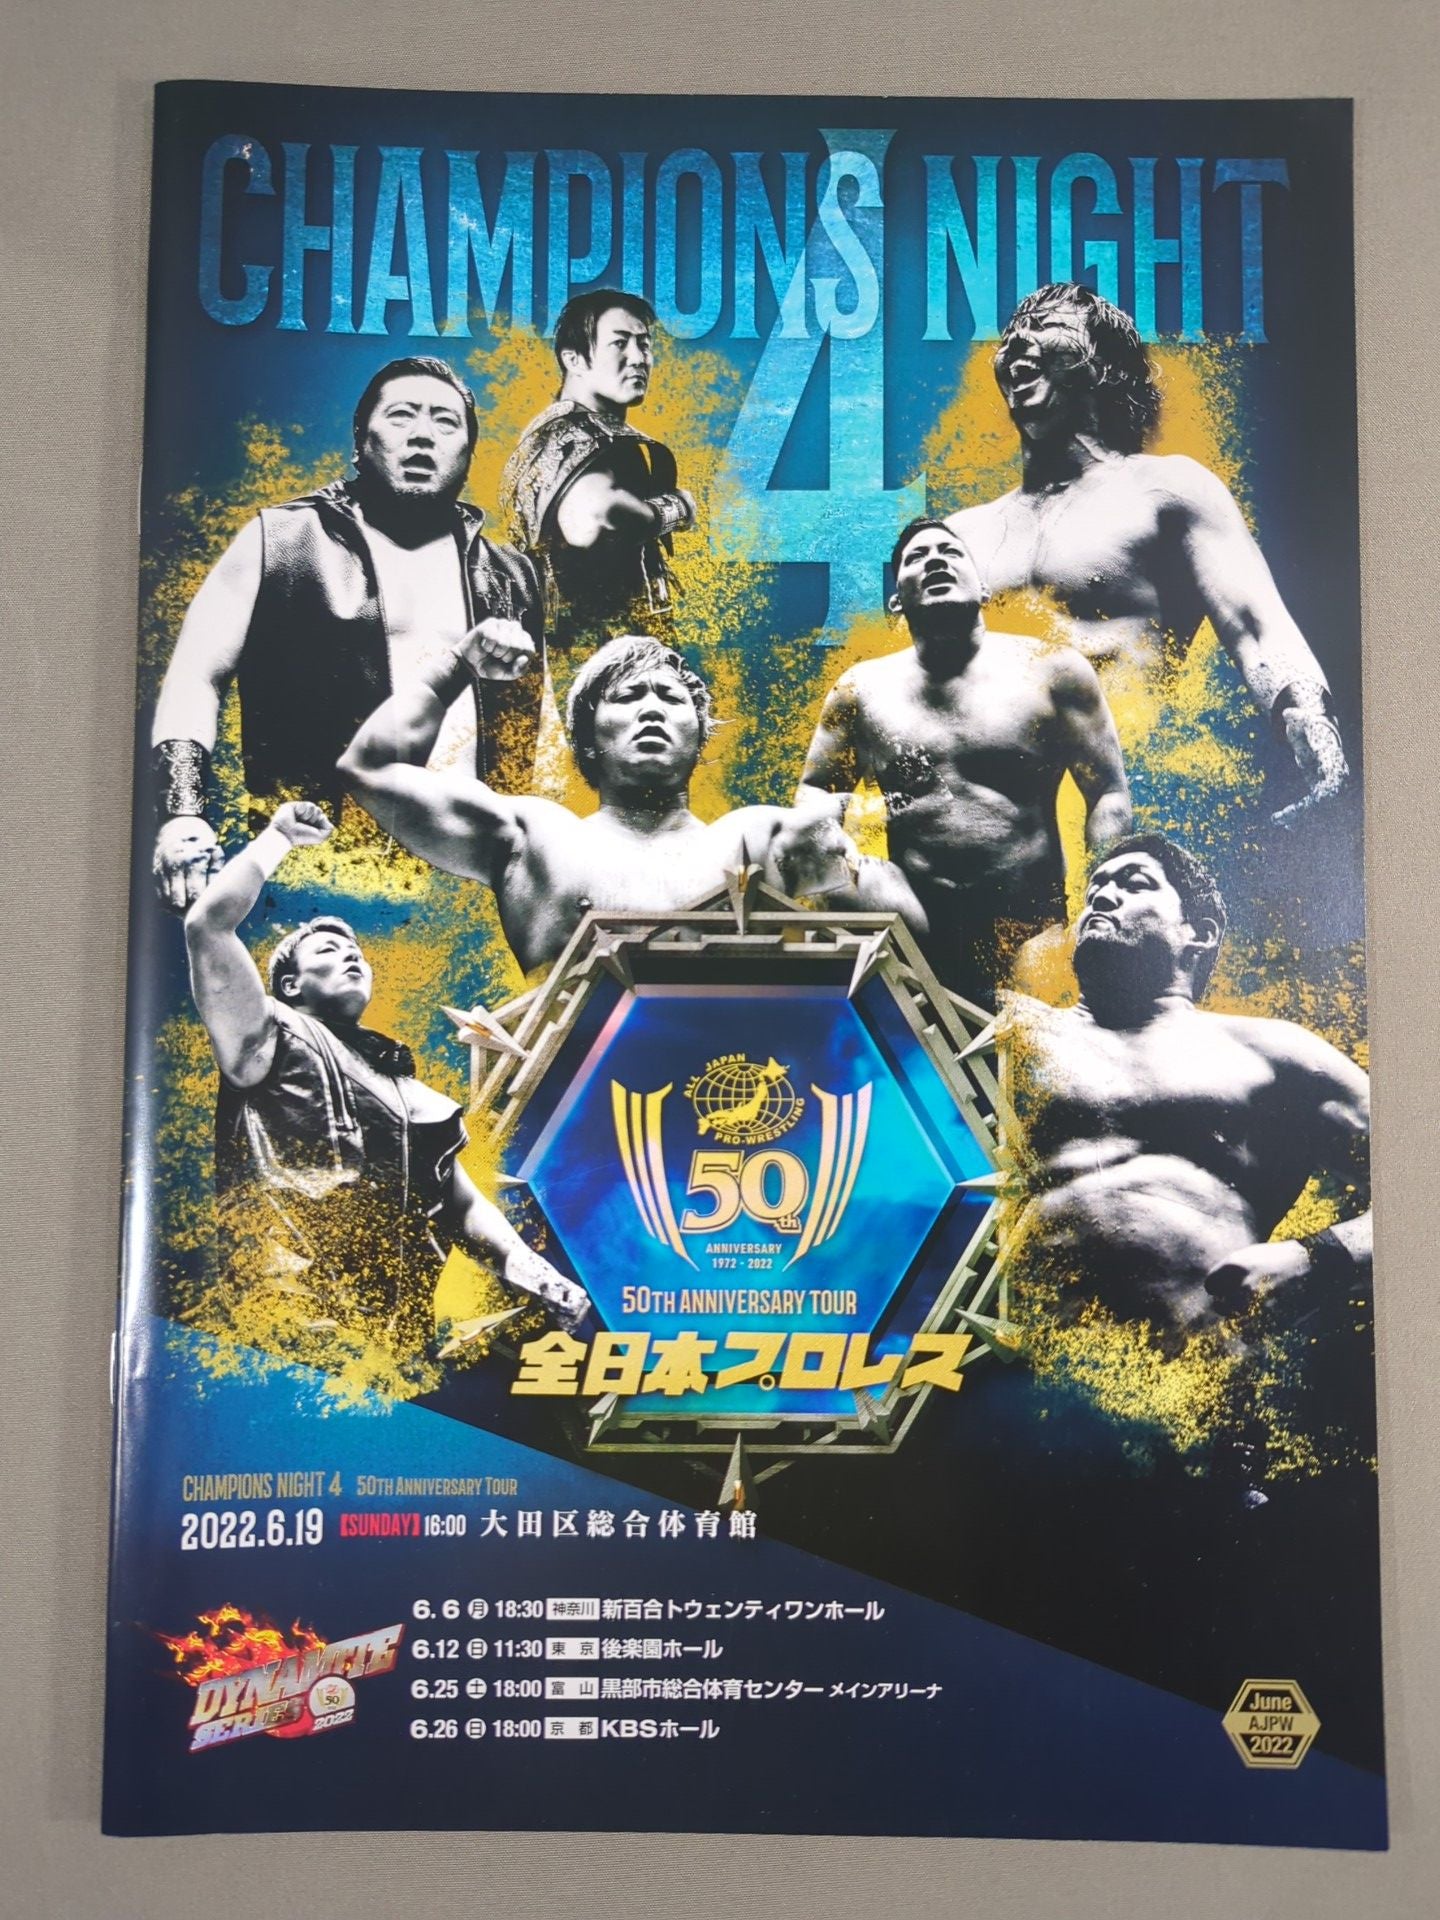 CHAMPIONS NIGHT
4
ALL JAPAN
PRO-WRESTLING
50th
ANNIVERSARY
1972 - 2022
50TH ANNIVERSARY TOUR
全日本プロレス
CHAMPIONS NIGHT 4 50TH ANNIVERSARY TOUR
2022.6.19 【SUNDAY】 16:00 大田区総合体育館
6. 6 月 18:30 神奈川 新百合トウェンティワンホール
6.12 日 11:30 東京 後楽園ホール
6.25 土 18:00 富山 黒部市総合体育センター メインアリーナ
6.26 日 18:00 京都 KBSホール
DYNAMITE
SERIES
50
2022
June
AJPW
2022